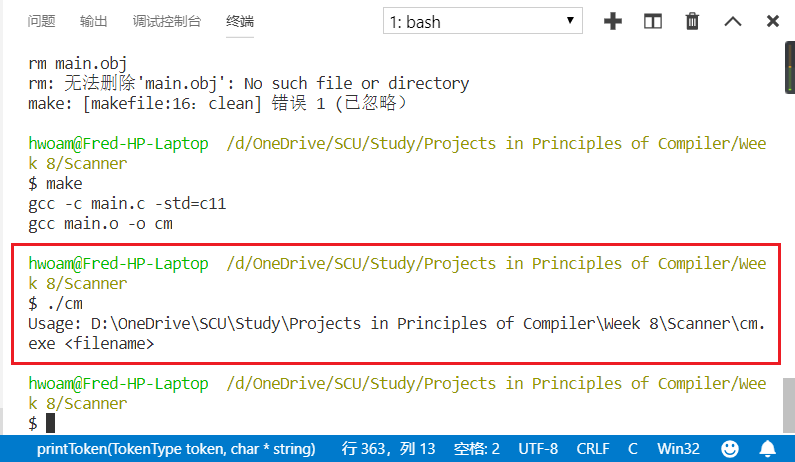 问题 输出 调试控制台 终端 1: bash
rm main.obj
rm: 无法删除'main.obj': No such file or directory
make: [makefile:16: clean] 错误 1 (已忽略)
hwoam@Fred-HP-Laptop /d/OneDrive/SCU/Study/Projects in Principles of Compiler/Wee
k 8/Scanner
$ make
gcc -c main.c -std=c11
gcc main.o -o cm
hwoam@Fred-HP-Laptop /d/OneDrive/SCU/Study/Projects in Principles of Compiler/Wee
k 8/Scanner
$ ./cm
Usage: D:\OneDrive\SCU\Study\Projects in Principles of Compiler\Week 8\Scanner\cm.
exe <filename>
hwoam@Fred-HP-Laptop /d/OneDrive/SCU/Study/Projects in Principles of Compiler/Wee
k 8/Scanner
$
printToken(TokenType token, char * string) 行 363，列 13 空格: 2 UTF-8 CRLF C Win32